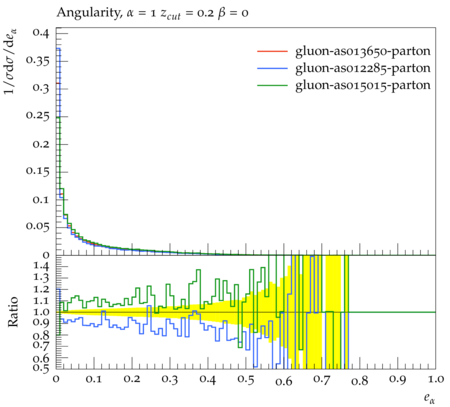 Angularity, α = 1 z_cut = 0.2 β = 0
1/σ dσ/de_α
0.4
0.35
0.3
0.25
0.2
0.15
0.1
0.05
0
gluon-as013650-parton
gluon-as012285-parton
gluon-as015015-parton
Ratio
1.4
1.3
1.2
1.1
1.0
0.9
0.8
0.7
0.6
0.5
0 0.1 0.2 0.3 0.4 0.5 0.6 0.7 0.8 0.9 1.0
e_α